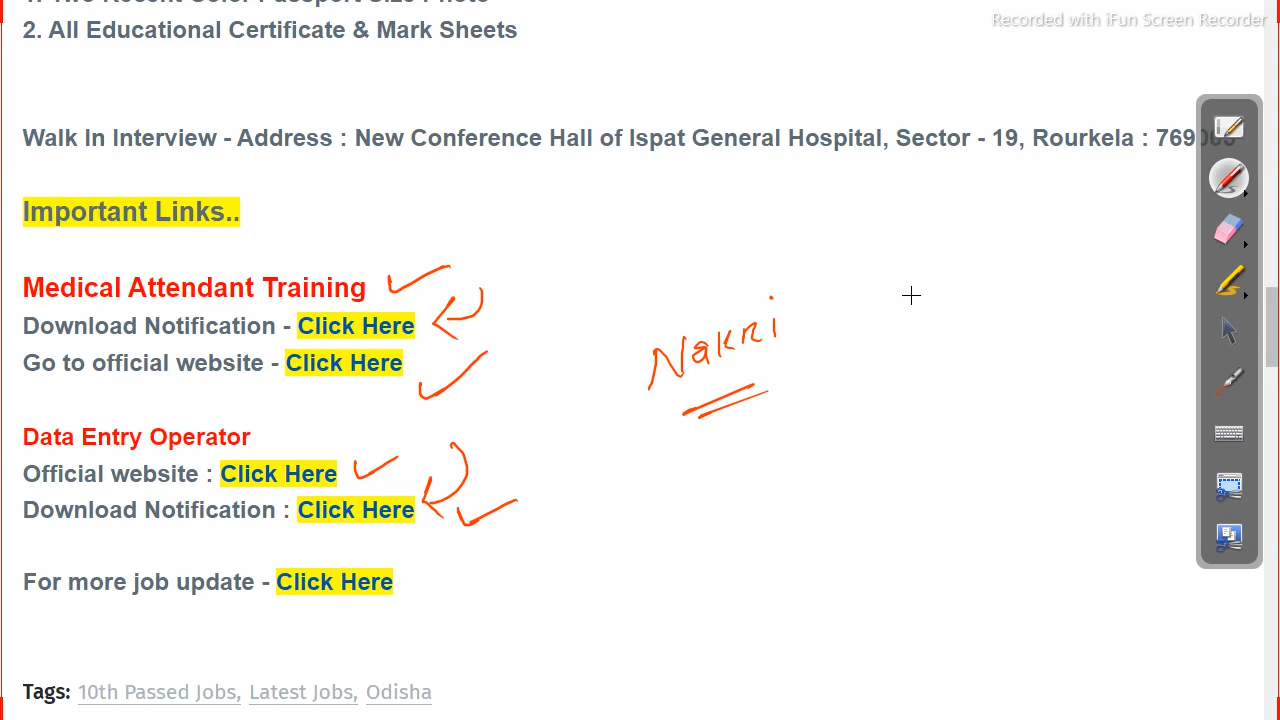 Recorded with iFun Screen Recorder
2. All Educational Certificate & Mark Sheets
Walk In Interview - Address : New Conference Hall of Ispat General Hospital, Sector - 19, Rourkela :
Important Links..
Medical Attendant Training
Download Notification - Click Here
Go to official website - Click Here
Nakri
Data Entry Operator
Official website : Click Here
Download Notification : Click Here
For more job update - Click Here
Tags: 10th Passed Jobs, Latest Jobs, Odisha